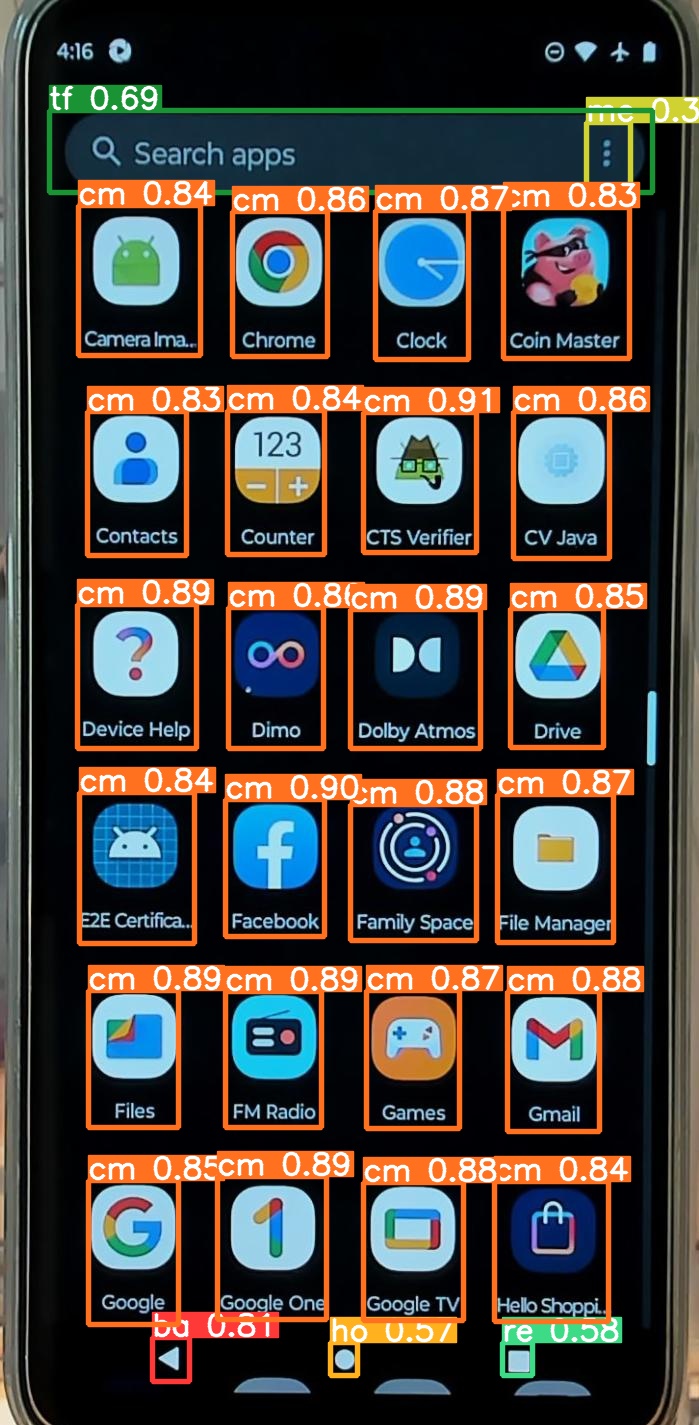 4:16
tf 0.69
me 0.3
Search apps
cm 0.84 cm 0.86 cm 0.87 cm 0.83
Camera Ima... Chrome Clock Coin Master
cm 0.83 cm 0.84 cm 0.91 cm 0.86
123
Contacts Counter CTS Verifier CV Java
cm 0.89 cm 0.86 cm 0.89 cm 0.85
Device Help Dimo Dolby Atmos Drive
cm 0.84 cm 0.90 cm 0.88 cm 0.87
E2E Certifica... Facebook Family Space File Manager
cm 0.89 cm 0.89 cm 0.87 cm 0.88
Files FM Radio Games Gmail
cm 0.85 cm 0.89 cm 0.88 cm 0.84
Google Google One Google TV Hello Shoppi...
ba 0.81 ho 0.57 re 0.58